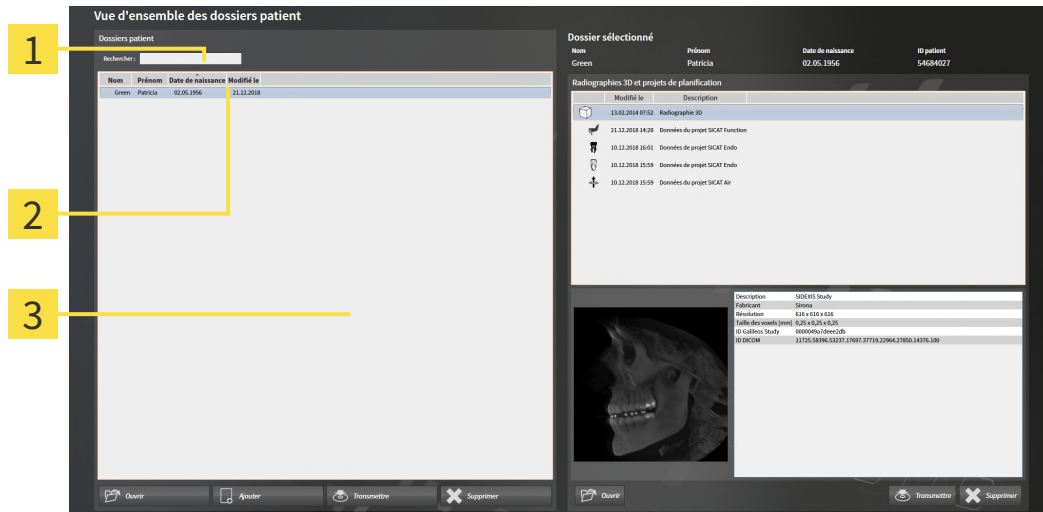 Vue d'ensemble des dossiers patient
1
2
3
Dossiers patient
Rechercher :
Nom Prénom Date de naissance Modifié le
Green Patricia 02.05.1956 21.12.2018
Ouvrir Ajouter Transmettre Supprimer
Dossier sélectionné
Nom Prénom Date de naissance ID patient
Green Patricia 02.05.1956 54684027
Radiographies 3D et projets de planification
Modifié le Description
13.02.2014 07:52 Radiographie 3D
21.12.2018 14:28 Données du projet SICAT Function
10.12.2018 16:01 Données de projet SICAT Endo
10.12.2018 15:59 Données de projet SICAT Endo
10.12.2018 15:59 Données du projet SICAT Air
Description SIDEXIS Study
Fabricant Sirona
Résolution 616 x 616 x 616
Taille des voxels [mm] 0,25 x 0,25 x 0,25
ID Galileos Study 0000049a7deee2db
ID DICOM 11725.58396.53237.17697.37719.22964.27850.14376.100
Ouvrir Transmettre Supprimer